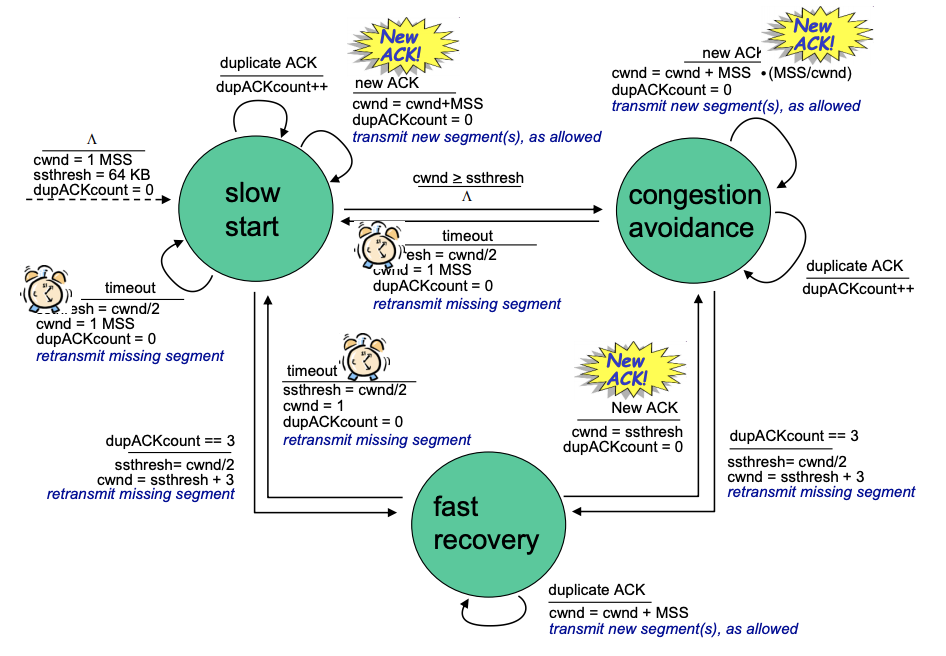 New
ACK!
duplicate ACK
dupACKcount++
new ACK
cwnd = cwnd+MSS
dupACKcount = 0
transmit new segment(s), as allowed
New
ACK!
new ACK
cwnd = cwnd + MSS •(MSS/cwnd)
dupACKcount = 0
transmit new segment(s), as allowed
Λ
cwnd = 1 MSS
ssthresh = 64 KB
dupACKcount = 0
slow
start
cwnd ≥ ssthresh
Λ
congestion
avoidance
timeout
esh = cwnd/2
cwnd = 1 MSS
dupACKcount = 0
retransmit missing segment
duplicate ACK
dupACKcount++
timeout
esh = cwnd/2
cwnd = 1 MSS
dupACKcount = 0
retransmit missing segment
timeout
ssthresh = cwnd/2
cwnd = 1
dupACKcount = 0
retransmit missing segment
New
ACK!
New ACK
cwnd = ssthresh
dupACKcount = 0
dupACKcount == 3
ssthresh= cwnd/2
cwnd = ssthresh + 3
retransmit missing segment
dupACKcount == 3
ssthresh= cwnd/2
cwnd = ssthresh + 3
retransmit missing segment
fast
recovery
duplicate ACK
cwnd = cwnd + MSS
transmit new segment(s), as allowed